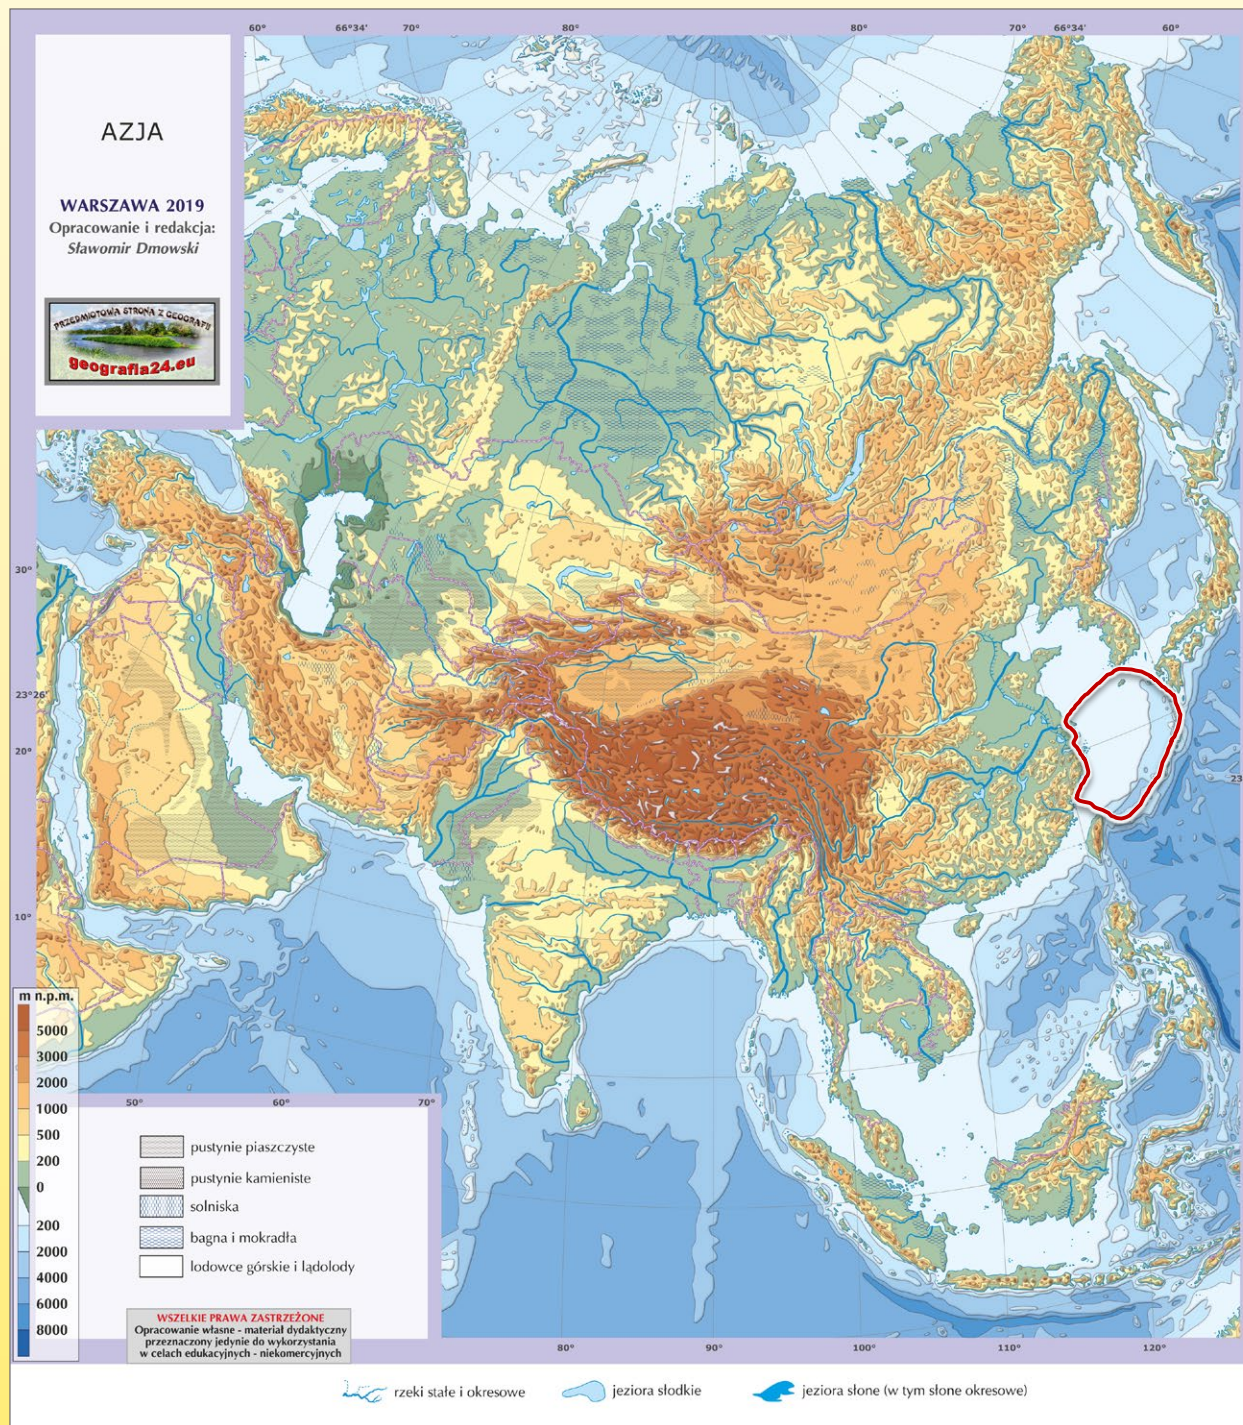 60° 66°34' 70° 80° 80° 70° 66°34' 60°
AZJA
WARSZAWA 2019
Opracowanie i redakcja:
Sławomir Dmowski
PRZEDMIOTOWA STRONA Z GEOGRAFII
geografia24.eu
30°
23°26'
20°
10°
23
m n.p.m.
5000
3000
2000
1000
500
200
0
200
2000
4000
6000
8000
50° 60° 70°
pustynie piaszczyste
pustynie kamieniste
solniska
bagna i mokradła
lodowce górskie i lądolody
WSZELKIE PRAWA ZASTRZEŻONE
Opracowanie własne - materiał dydaktyczny
przeznaczony jedynie do wykorzystania
w celach edukacyjnych - niekomercyjnych
80° 90° 100° 110° 120°
rzeki stałe i okresowe jeziora słodkie jeziora słone (w tym słone okresowe)